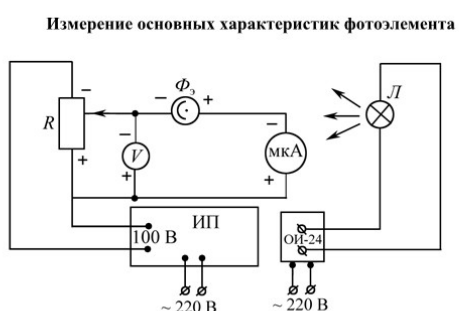 Измерение основных характеристик фотоэлемента
− Фэ Л
− +
R −
− V мкА
+ + +
ИП
100 В ОИ-24
~ 220 В ~ 220 В